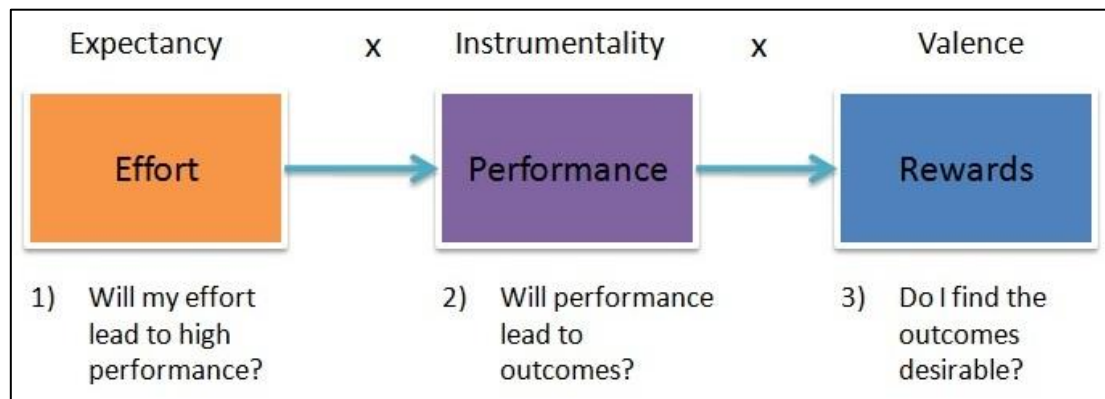 Expectancy x Instrumentality x Valence
Effort
Performance
Rewards
1) Will my effort
lead to high
performance?
2) Will performance
lead to
outcomes?
3) Do I find the
outcomes
desirable?